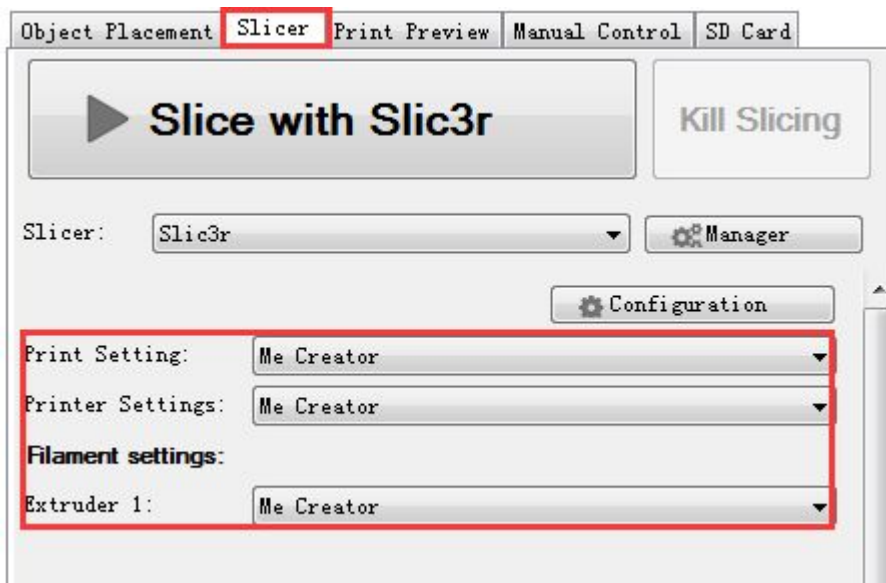 Object Placement Slicer Print Preview Manual Control SD Card
Slice with Slic3r Kill Slicing
Slicer: Slic3r Manager
Configuration
Print Setting: Me Creator
Printer Settings: Me Creator
Filament settings:
Extruder 1: Me Creator